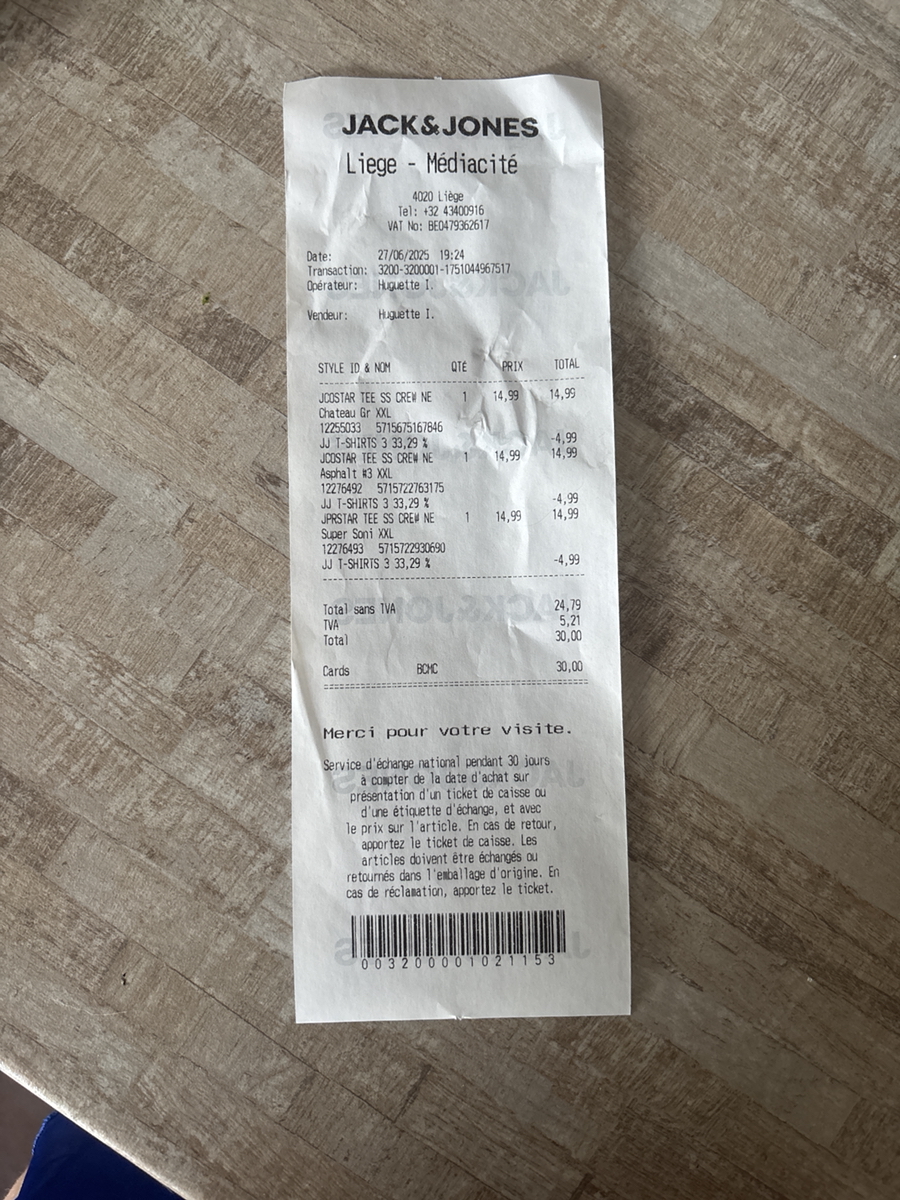 JACK&JONES
Liege - Médiacité
4020 Liège
Tel: +32 43400916
VAT No: BE0479362617
Date: 27/06/2025 19:24
Transaction: 3200-3200001-1751044967517
Opérateur: Huguette I.
Vendeur: Huguette I.
STYLE ID & NOM QTÉ PRIX TOTAL
JCOSTAR TEE SS CREW NE 1 14,99 14,99
Chateau Gr XXL
12255033 5715675167846
JJ T-SHIRTS 3 33,29 % -4,99
JCOSTAR TEE SS CREW NE 1 14,99 14,99
Asphalt #3 XXL
12276492 5715722763175
JJ T-SHIRTS 3 33,29 % -4,99
JPRSTAR TEE SS CREW NE 1 14,99 14,99
Super Soni XXL
12276493 5715722930690
JJ T-SHIRTS 3 33,29 % -4,99
Total sans TVA 24,79
TVA 5,21
Total 30,00
Cards BCMC 30,00
Merci pour votre visite.
Service d'échange national pendant 30 jours
à compter de la date d'achat sur
présentation d'un ticket de caisse ou
d'une étiquette d'échange, et avec
le prix sur l'article. En cas de retour,
apportez le ticket de caisse. Les
articles doivent être échangés ou
retournés dans l'emballage d'origine. En
cas de réclamation, apportez le ticket.
003200001021153